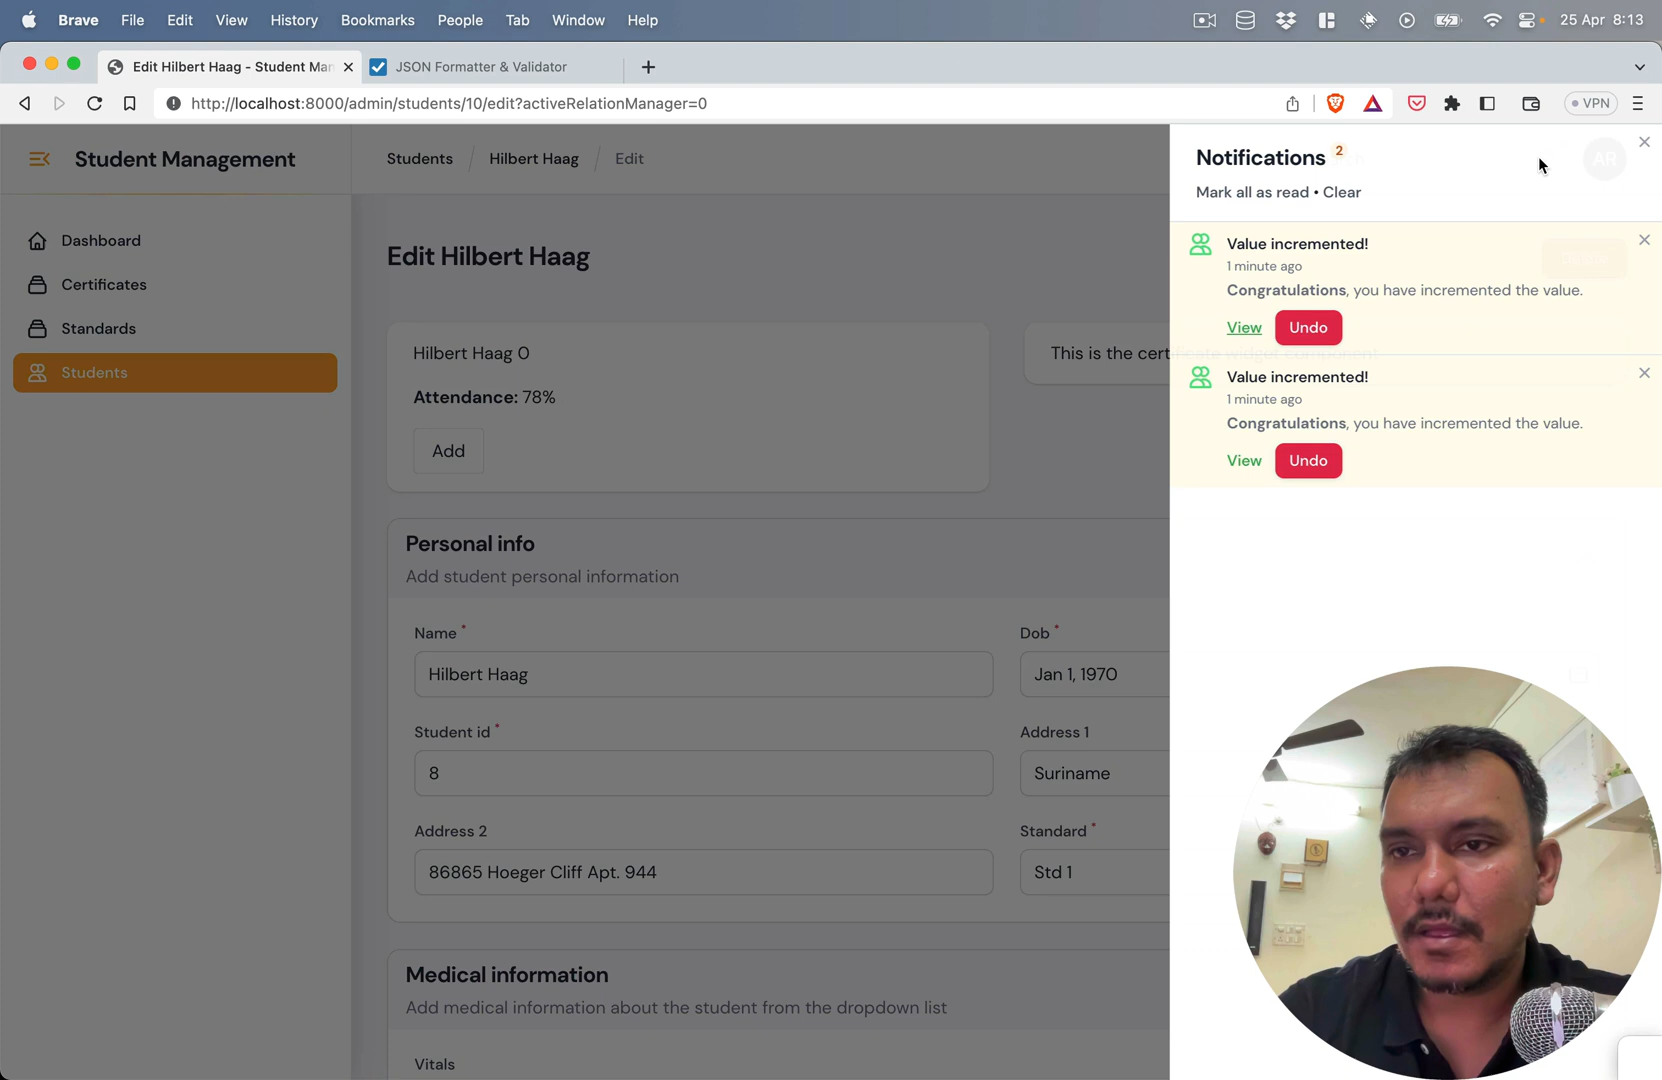 Brave File Edit View History Bookmarks People Tab Window Help 25 Apr 8:13
Edit Hilbert Haag - Student Man JSON Formatter & Validator
http://localhost:8000/admin/students/10/edit?activeRelationManager=0 VPN
Student Management
Dashboard
Certificates
Standards
Students
Students / Hilbert Haag / Edit
Edit Hilbert Haag
Hilbert Haag 0
Attendance: 78%
Add
This is the certificate widget component
Personal info
Add student personal information
Name *
Hilbert Haag
Dob *
Jan 1, 1970
Student id *
8
Address 1
Suriname
Address 2
86865 Hoeger Cliff Apt. 944
Standard *
Std 1
Medical information
Add medical information about the student from the dropdown list
Vitals
Notifications 2
AR
Mark all as read • Clear
Value incremented!
1 minute ago
Congratulations, you have incremented the value.
View Undo
Value incremented!
1 minute ago
Congratulations, you have incremented the value.
View Undo